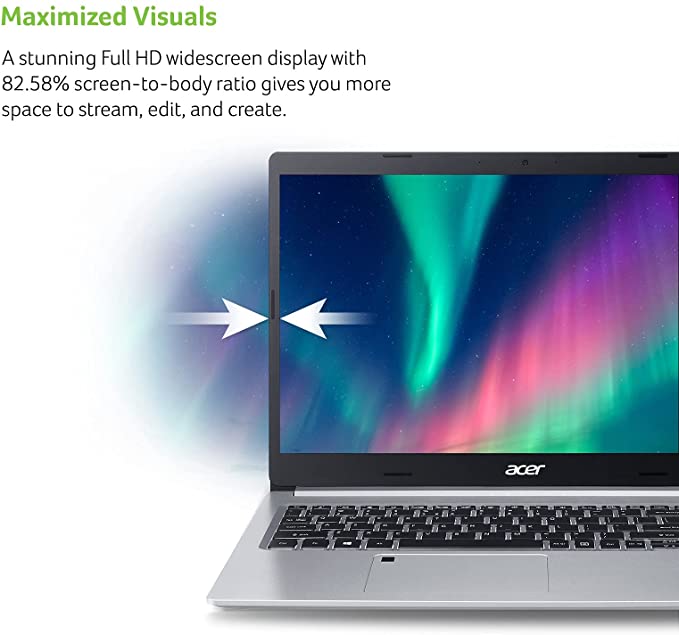 Maximized Visuals
A stunning Full HD widescreen display with
82.58% screen-to-body ratio gives you more
space to stream, edit, and create.
acer